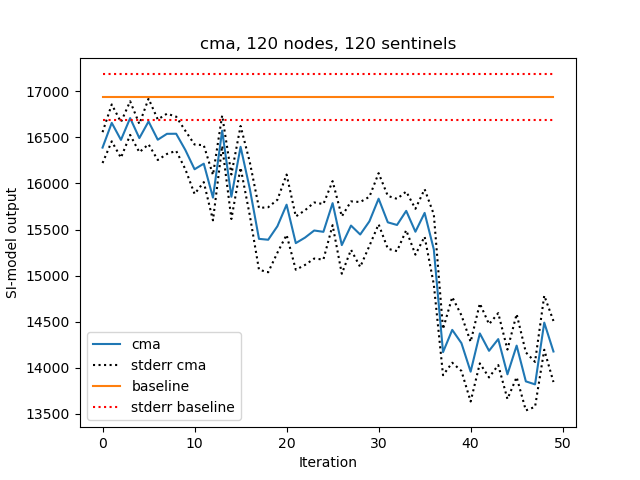 cma, 120 nodes, 120 sentinels
SI-model output
17000
16500
16000
15500
15000
14500
14000
13500
cma
stderr cma
baseline
stderr baseline
0
10
20
30
40
50
Iteration